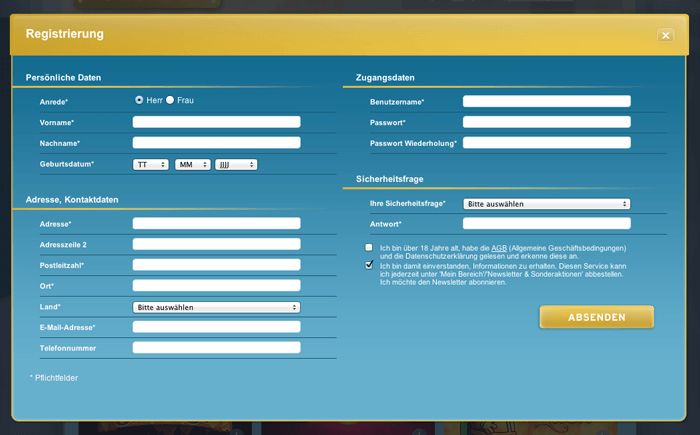 Registrierung
Persönliche Daten
Anrede*
Herr
Frau
Vorname*
Nachname*
Geburtsdatum*
TT
MM
JJJJ
Adresse, Kontaktdaten
Adresse*
Adresszeile 2
Postleitzahl*
Ort*
Land*
Bitte auswählen
E-Mail-Adresse*
Telefonnummer
* Pflichtfelder
Zugangsdaten
Benutzername*
Passwort*
Passwort Wiederholung*
Sicherheitsfrage
Ihre Sicherheitsfrage*
Bitte auswählen
Antwort*
Ich bin über 18 Jahre alt, habe die AGB (Allgemeine Geschäftsbedingungen)
und die Datenschutzerklärung gelesen und erkenne diese an.
Ich bin damit einverstanden, Informationen zu erhalten. Diesen Service kann
ich jederzeit unter 'Mein Bereich'/'Newsletter & Sonderaktionen' abbestellen.
Ich möchte den Newsletter abonnieren.
ABSENDEN